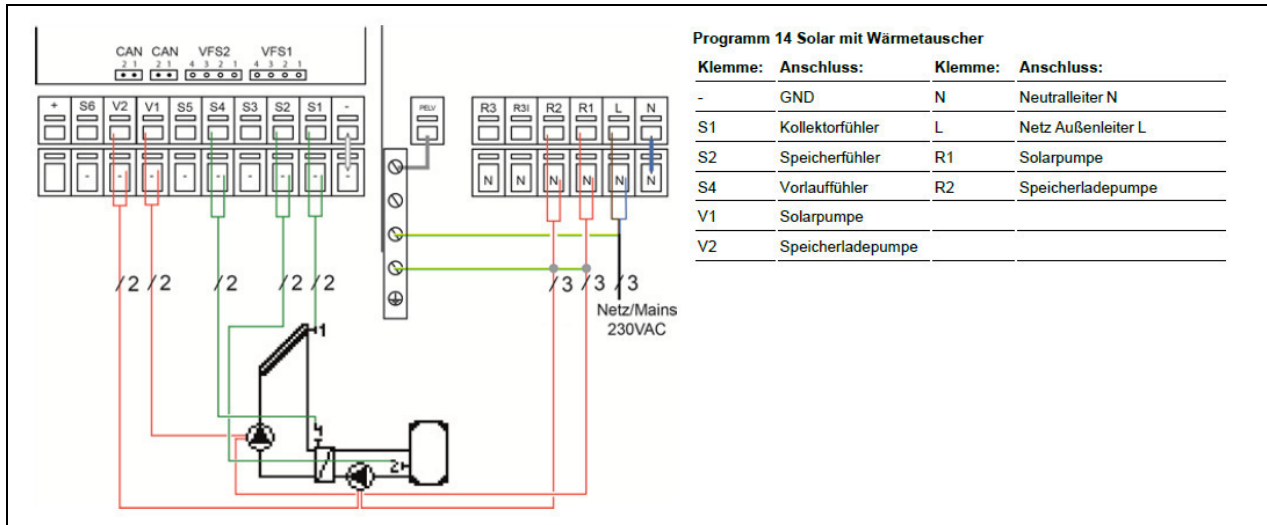 CAN CAN VFS2 VFS1
2 1 2 1 4 3 2 1 4 3 2 1
+ S6 V2 V1 S5 S4 S3 S2 S1 -
- - - - - - - - -
PELV
R3 R3I R2 R1 L N
N N N N N N
/2 /2 /2 /2 /2
/3 /3 /3
Netz/Mains
230VAC
1
4
2
Programm 14 Solar mit Wärmetauscher
Klemme: Anschluss: Klemme: Anschluss:
- GND N Neutralleiter N
S1 Kollektorfühler L Netz Außenleiter L
S2 Speicherfühler R1 Solarpumpe
S4 Vorlauffühler R2 Speicherladepumpe
V1 Solarpumpe
V2 Speicherladepumpe